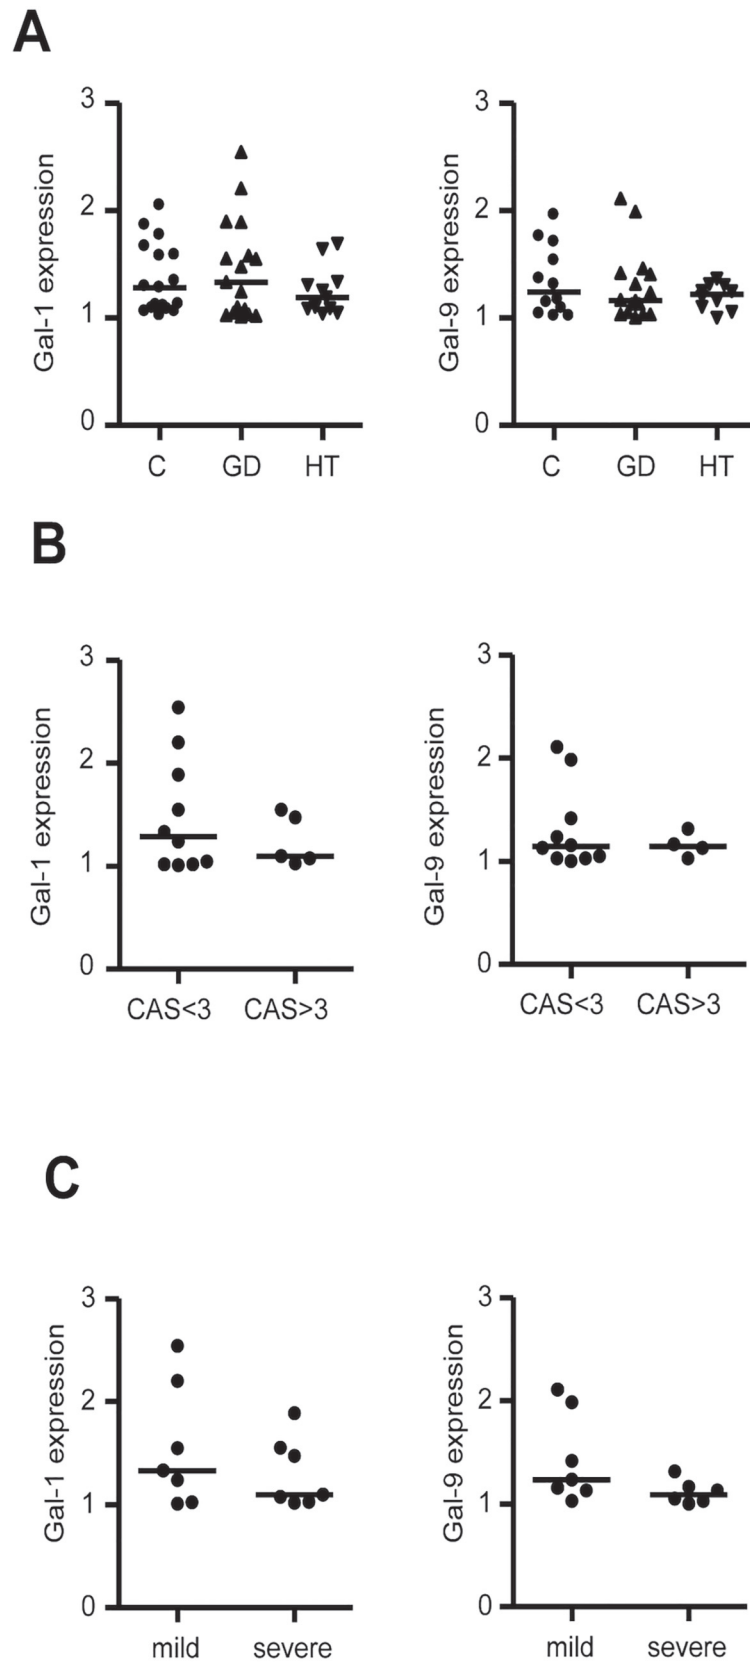 A
Gal-1 expression
3
2
1
0
C GD HT
Gal-9 expression
3
2
1
0
C GD HT
B
Gal-1 expression
3
2
1
0
CAS<3 CAS>3
Gal-9 expression
3
2
1
0
CAS<3 CAS>3
C
Gal-1 expression
3
2
1
0
mild severe
Gal-9 expression
3
2
1
0
mild severe